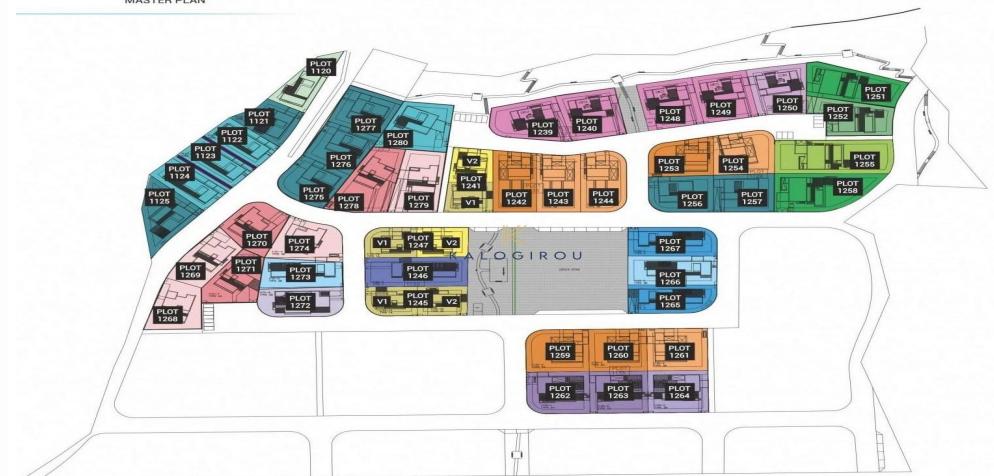 MASTER PLAN
PLOT
1120
PLOT
1121
PLOT
1122
PLOT
1123
PLOT
1124
PLOT
1125
PLOT
1277
PLOT
1280
PLOT
1276
PLOT
1275
PLOT
1278
PLOT
1279
PLOT
1239
PLOT
1240
PLOT
1248
PLOT
1249
PLOT
1250
PLOT
1251
PLOT
1252
V2
PLOT
1241
V1
PLOT
1242
PLOT
1243
PLOT
1244
PLOT
1253
PLOT
1254
PLOT
1255
PLOT
1256
PLOT
1257
PLOT
1258
PLOT
1270
PLOT
1274
PLOT
1269
PLOT
1271
PLOT
1273
PLOT
1272
PLOT
1268
V1
PLOT
1247
V2
PLOT
1246
V1
PLOT
1245
V2
KALOGIROU
PLOT
1267
PLOT
1266
PLOT
1265
PLOT
1259
PLOT
1260
PLOT
1261
PLOT
1262
PLOT
1263
PLOT
1264